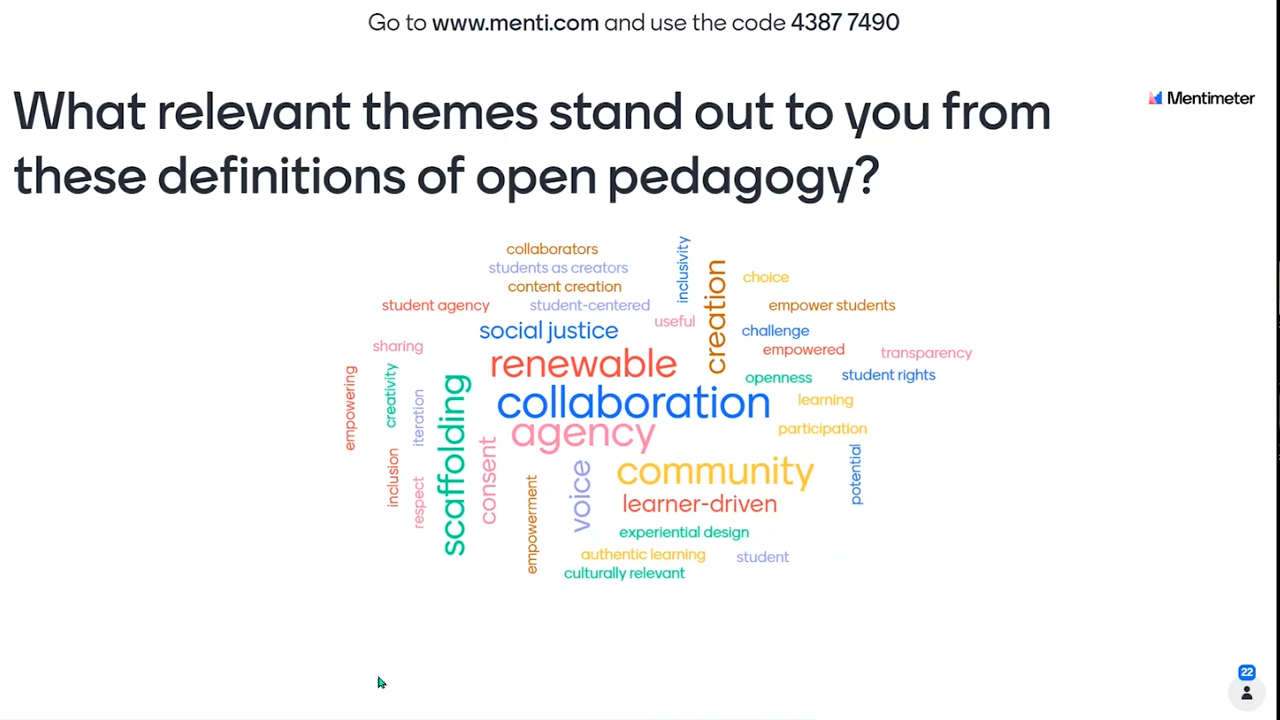 Go to www.menti.com and use the code 4387 7490
What relevant themes stand out to you from
these definitions of open pedagogy?
Mentimeter
collaborators
students as creators
content creation
student agency
student-centered
inclusivity
creation
choice
empower students
useful
social justice
challenge
sharing
renewable
empowered
transparency
openness
student rights
empowering
creativity
iteration
scaffolding
collaboration
learning
agency
participation
inclusion
respect
consent
voice
community
potential
empowerment
learner-driven
experiential design
authentic learning
student
culturally relevant
22